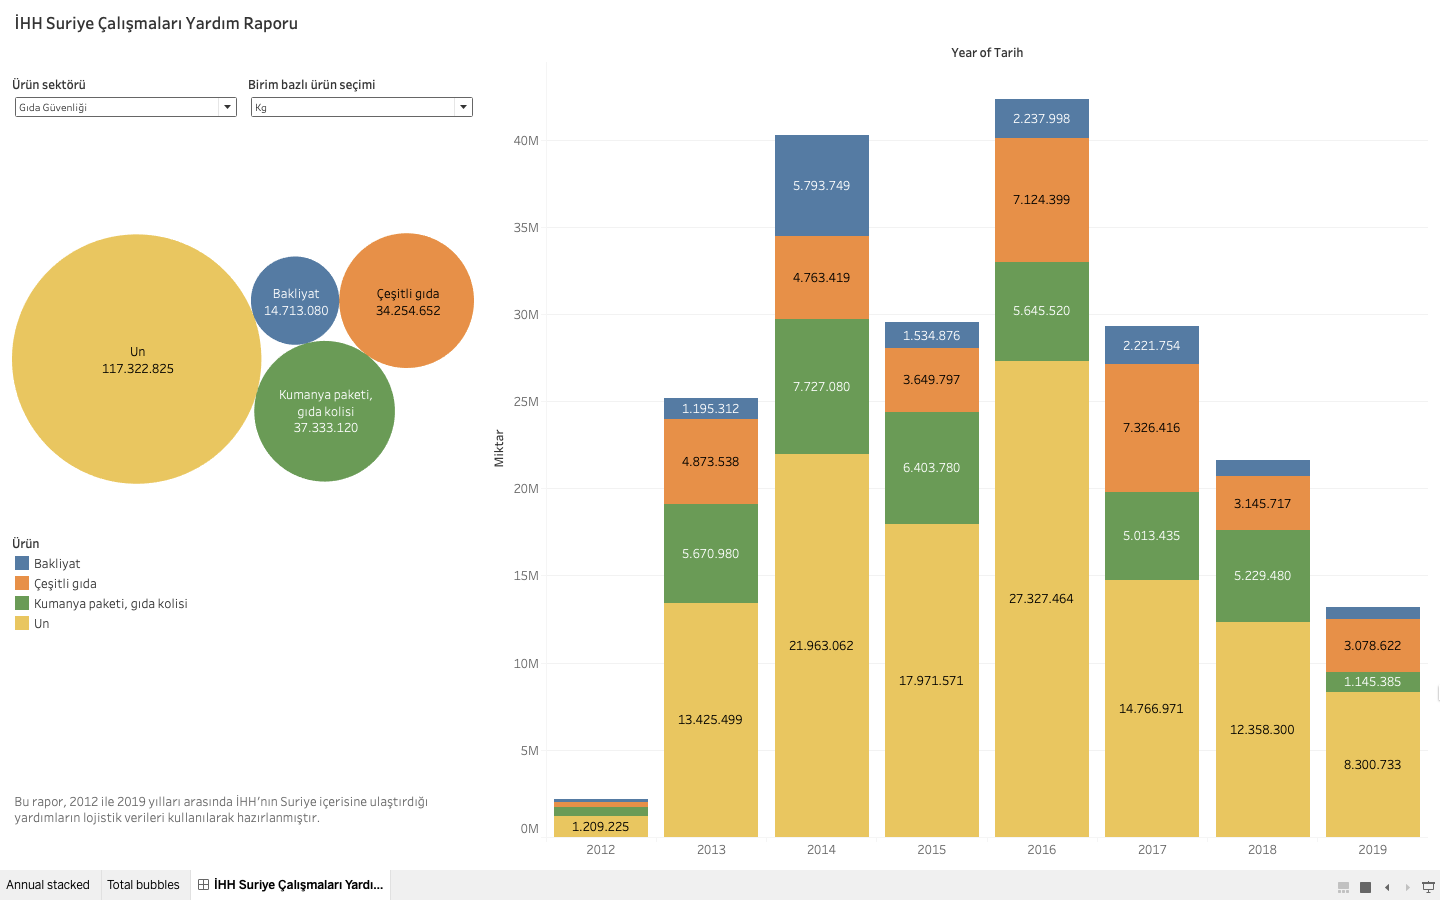 İHH Suriye Çalışmaları Yardım Raporu
Ürün sektörü
Birim bazlı ürün seçimi
Gıda Güvenliği
Kg
Un
117.322.825
Bakliyat
14.713.080
Çeşitli gıda
34.254.652
Kumanya paketi,
gıda kolisi
37.333.120
Ürün
Bakliyat
Çeşitli gıda
Kumanya paketi, gıda kolisi
Un
Bu rapor, 2012 ile 2019 yılları arasında İHH’nın Suriye içerisine ulaştırdığı
yardımların lojistik verileri kullanılarak hazırlanmıştır.
Year of Tarih
Miktar
40M
35M
30M
25M
20M
15M
10M
5M
0M
1.209.225
1.195.312
4.873.538
5.670.980
13.425.499
5.793.749
4.763.419
7.727.080
21.963.062
1.534.876
3.649.797
6.403.780
17.971.571
2.237.998
7.124.399
5.645.520
27.327.464
2.221.754
7.326.416
5.013.435
14.766.971
3.145.717
5.229.480
12.358.300
3.078.622
1.145.385
8.300.733
2012 2013 2014 2015 2016 2017 2018 2019
Annual stacked
Total bubbles
İHH Suriye Çalışmaları Yardı...